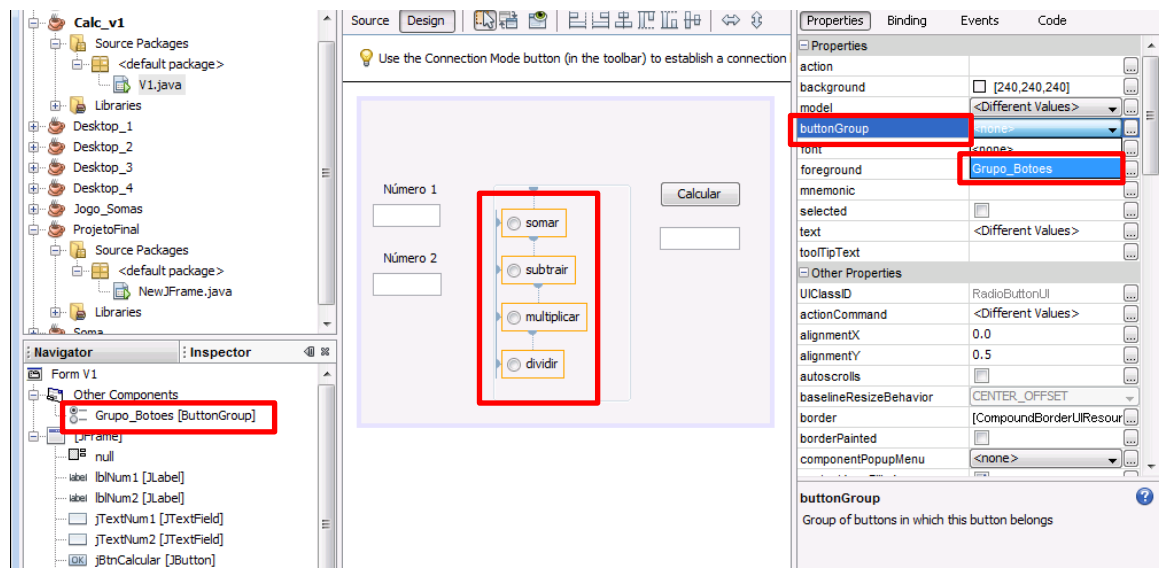 Calc_v1
Source Packages
<default package>
V1.java
Libraries
Desktop_1
Desktop_2
Desktop_3
Desktop_4
Jogo_Somas
ProjetoFinal
Source Packages
<default package>
NewJFrame.java
Libraries
Soma
Navigator
Inspector
Form V1
Other Components
Grupo_Botoes [ButtonGroup]
[JFrame]
null
label lblNum1 [JLabel]
label lblNum2 [JLabel]
jTextNum1 [JTextField]
jTextNum2 [JTextField]
OK jBtnCalcular [JButton]
Source Design
Use the Connection Mode button (in the toolbar) to establish a connection
Número 1
Número 2
somar
subtrair
multiplicar
dividir
Calcular
Properties Binding Events Code
Properties
action
background [240,240,240]
model <Different Values>
buttonGroup <none>
font <none>
foreground Grupo_Botoes
mnemonic
selected
text <Different Values>
toolTipText
Other Properties
UIClassID RadioButtonUI
actionCommand <Different Values>
alignmentX 0.0
alignmentY 0.5
autoscrolls
baselineResizeBehavior CENTER_OFFSET
border [CompoundBorderUIResour
borderPainted
componentPopupMenu <none>
buttonGroup
Group of buttons in which this button belongs